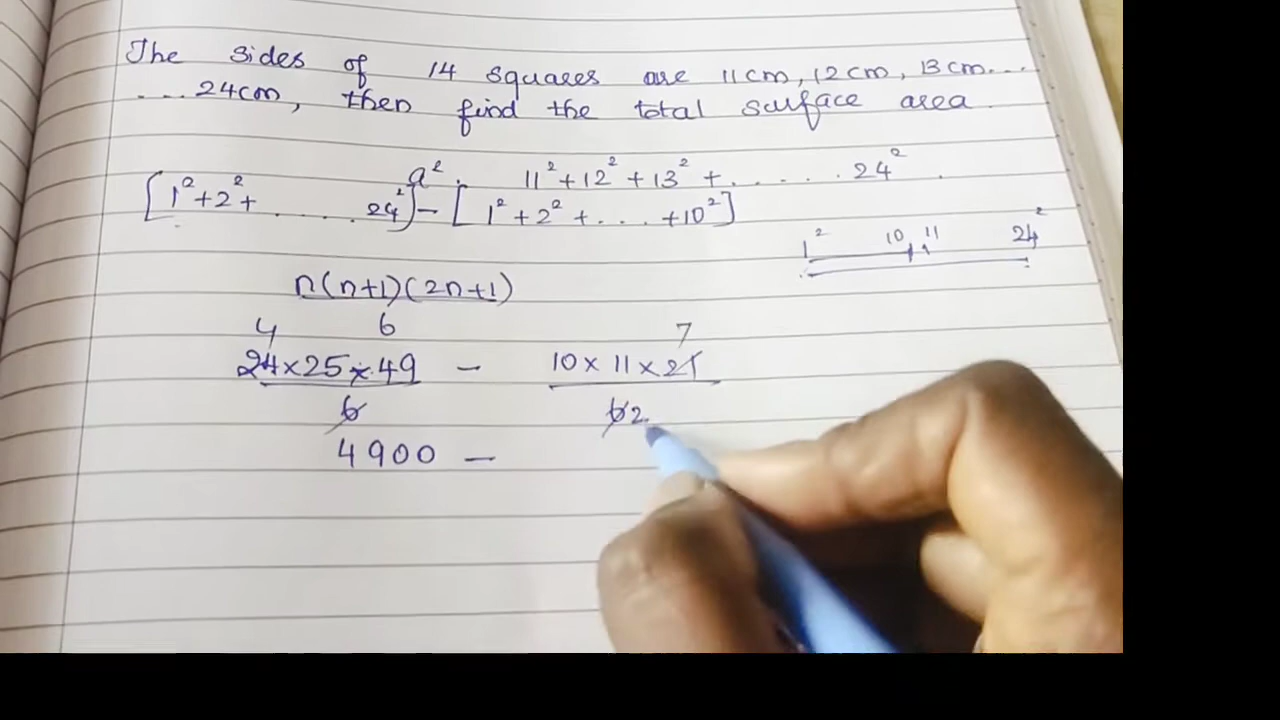 The sides of 14 squares are 11cm, 12cm, 13cm...
... 24cm, then find the total surface area
a². 11² + 12² + 13² + . . . . . . 24² .
[1² + 2² + . . . . . 24²] - [1² + 2² + . . . . +10²]
1² 10 11 24²
n(n+1)(2n+1)
4 6 7
24×25×49 - 10 × 11 × 21
6 6 2
4900 -